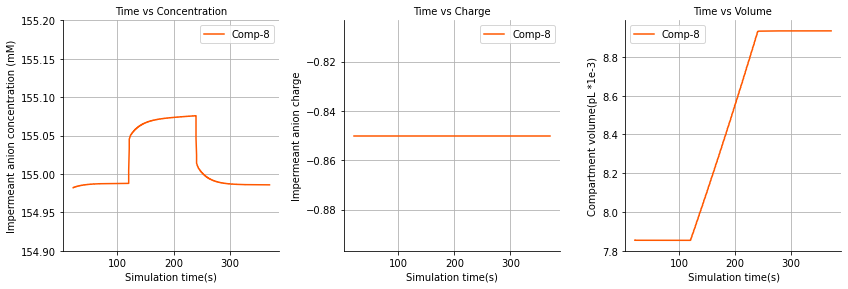 Time vs Concentration
Impermeant anion concentration (mM)
155.20
155.15
155.10
155.05
155.00
154.95
154.90
Comp-8
100
200
300
Simulation time(s)
Time vs Charge
Impermeant anion charge
−0.82
−0.84
−0.86
−0.88
Comp-8
100
200
300
Simulation time(s)
Time vs Volume
Compartment volume(pL *1e-3)
8.8
8.6
8.4
8.2
8.0
7.8
Comp-8
100
200
300
Simulation time(s)